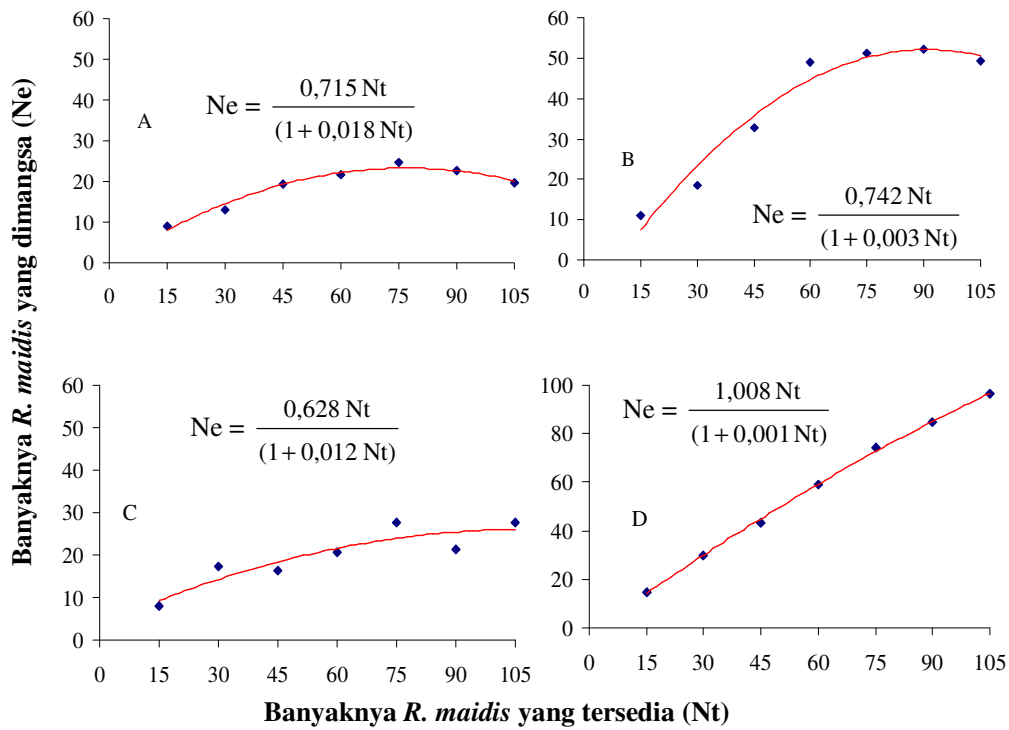 Banyaknya R. maidis yang dimangsa (Ne)
60
50
40
30
20
10
0
A
Ne = 0,715 Nt
(1 + 0,018 Nt)
0 15 30 45 60 75 90 105
60
50
40
30
20
10
0
B
Ne = 0,742 Nt
(1 + 0,003 Nt)
0 15 30 45 60 75 90 105
60
50
40
30
20
10
0
C
Ne = 0,628 Nt
(1 + 0,012 Nt)
0 15 30 45 60 75 90 105
100
80
60
40
20
0
D
Ne = 1,008 Nt
(1 + 0,001 Nt)
0 15 30 45 60 75 90 105
Banyaknya R. maidis yang tersedia (Nt)